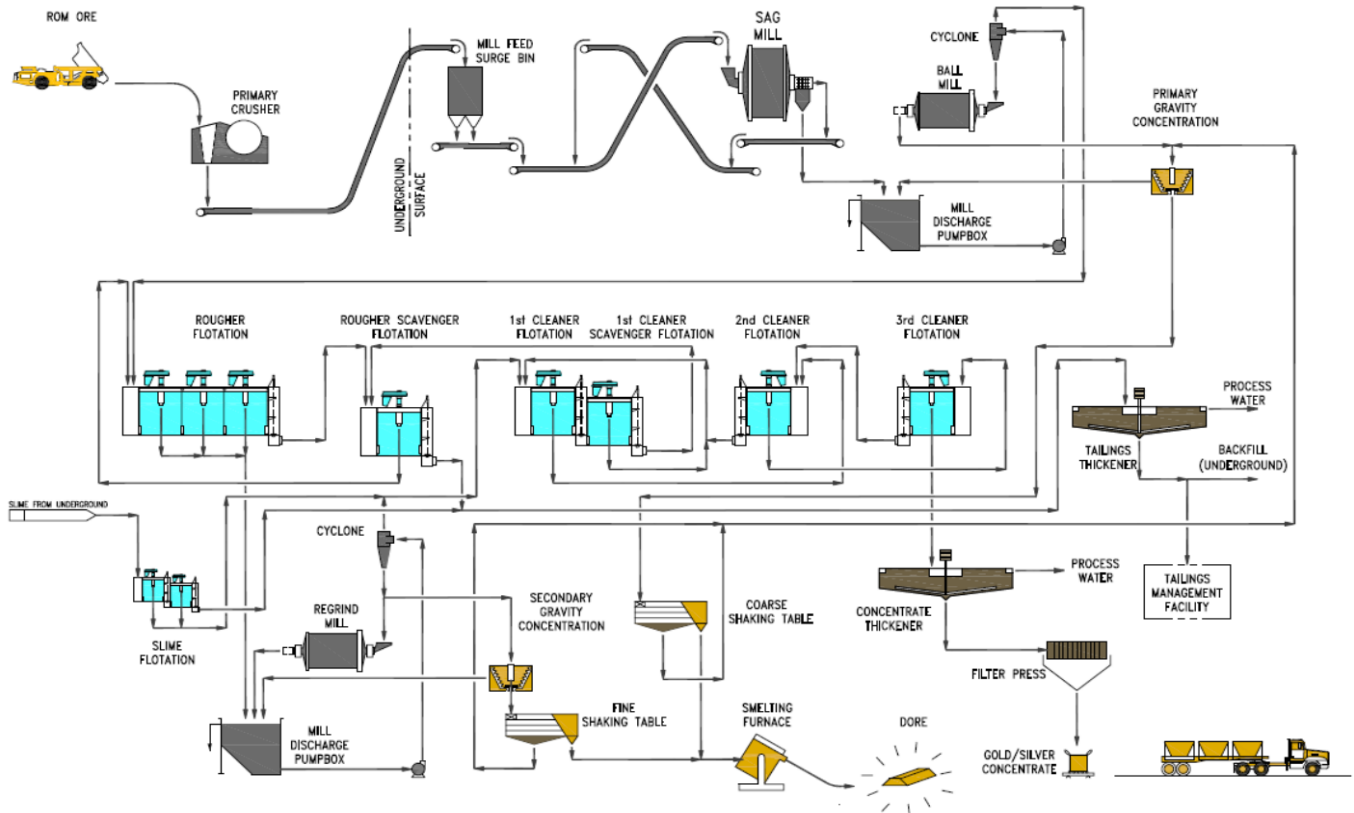 ROM ORE
PRIMARY
CRUSHER
UNDERGROUND
SURFACE
MILL FEED
SURGE BIN
SAG
MILL
CYCLONE
BALL
MILL
PRIMARY
GRAVITY
CONCENTRATION
MILL
DISCHARGE
PUMPBOX
ROUGHER
FLOTATION
ROUGHER SCAVENGER
FLOTATION
1st CLEANER
FLOTATION
1st CLEANER
SCAVENGER FLOTATION
2nd CLEANER
FLOTATION
3rd CLEANER
FLOTATION
PROCESS
WATER
TAILINGS
THICKENER
BACKFILL
(UNDERGROUND)
SLIME FROM UNDERGROUND
CYCLONE
SLIME
FLOTATION
REGRIND
MILL
SECONDARY
GRAVITY
CONCENTRATION
COARSE
SHAKING TABLE
CONCENTRATE
THICKENER
PROCESS
WATER
TAILINGS
MANAGEMENT
FACILITY
FILTER PRESS
MILL
DISCHARGE
PUMPBOX
FINE
SHAKING TABLE
SMELTING
FURNACE
DORE
GOLD/SILVER
CONCENTRATE